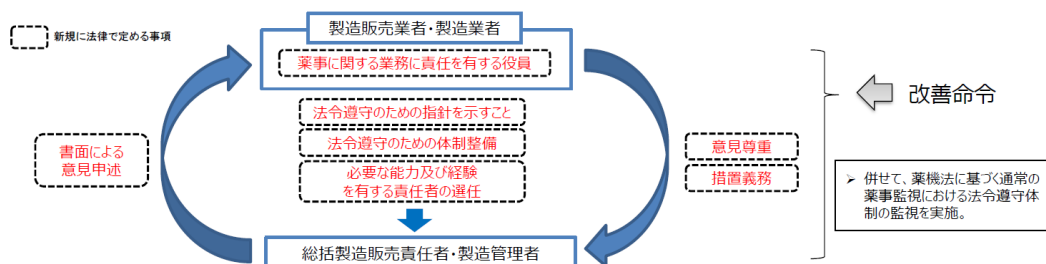 新規に法律で定める事項
製造販売業者・製造業者
薬事に関する業務に責任を有する役員
法令遵守のための指針を示すこと
法令遵守のための体制整備
必要な能力及び経験
を有する責任者の選任
書面による
意見申述
意見尊重
措置義務
総括製造販売責任者・製造管理者
改善命令
➢ 併せて、薬機法に基づく通常の
薬事監視における法令遵守体
制の監視を実施。